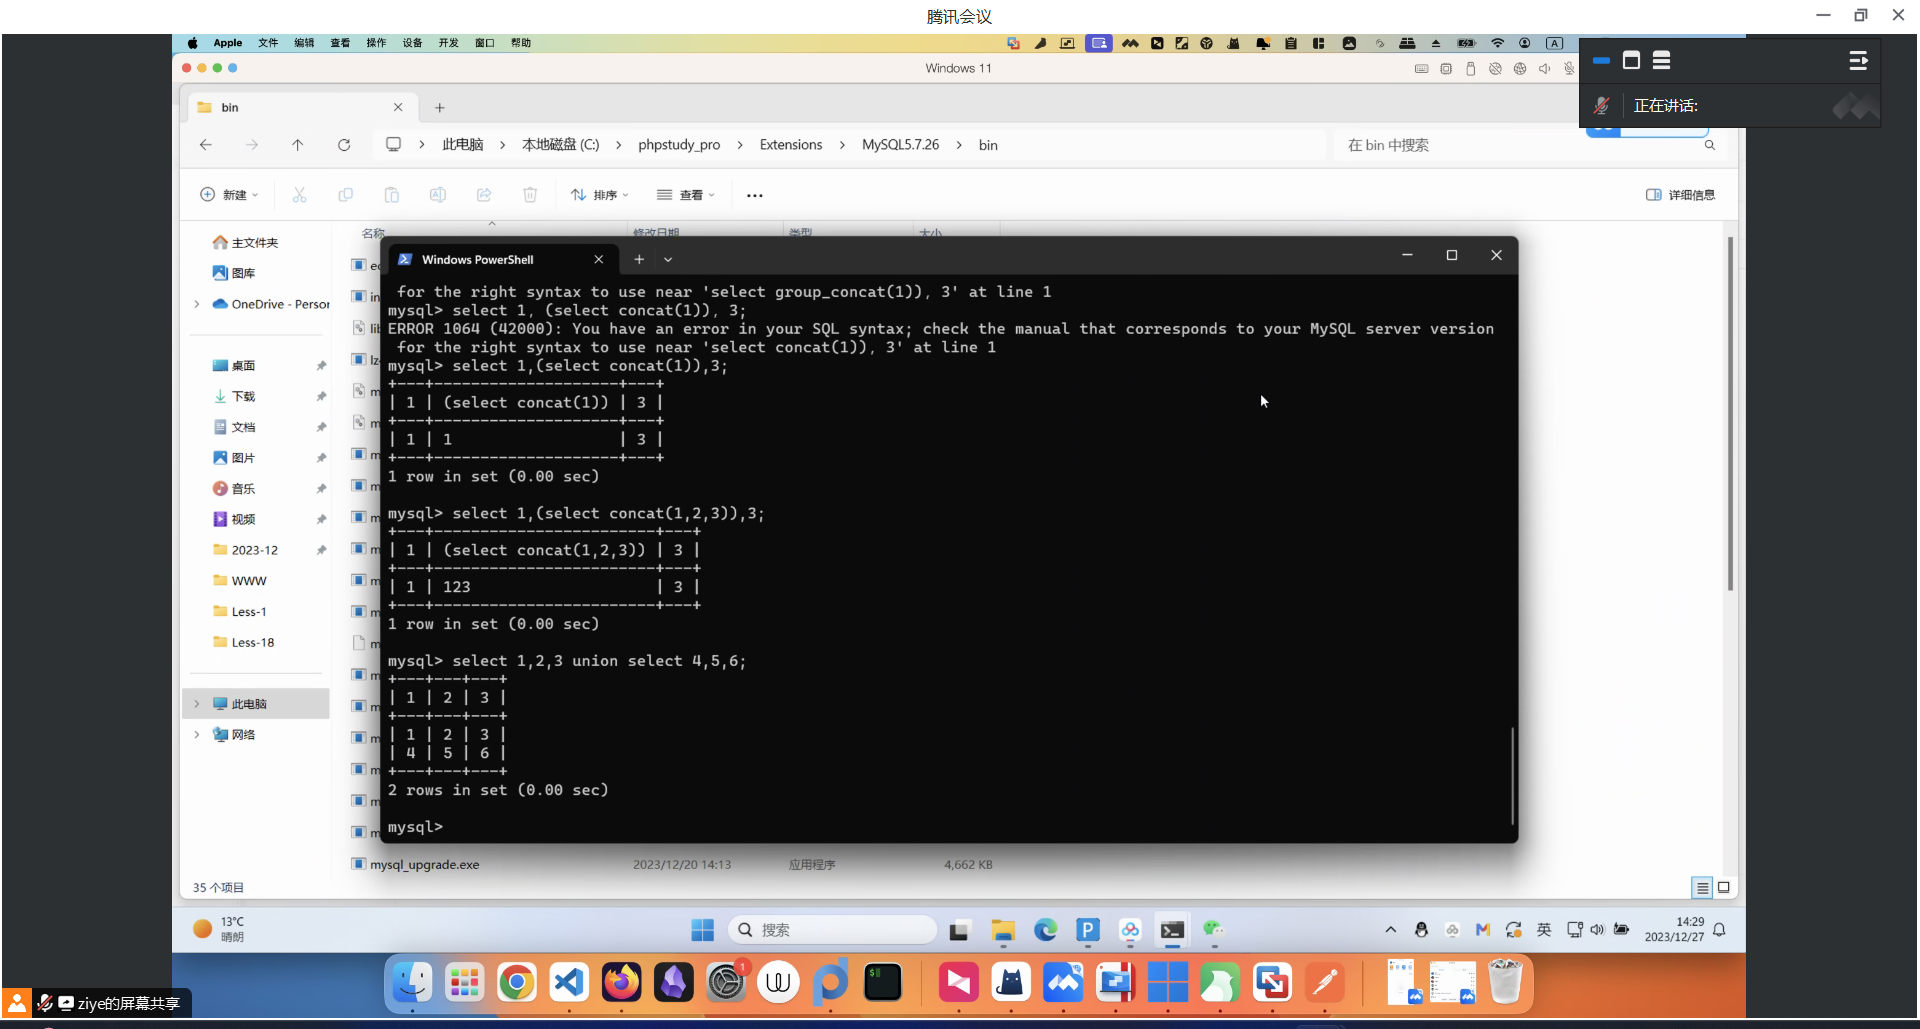 腾讯会议
Apple 文件 编辑 查看 操作 设备 开发 窗口 帮助
A
Windows 11
正在讲话:
bin
此电脑 > 本地磁盘 (C:) > phpstudy_pro > Extensions > MySQL5.7.26 > bin
在 bin 中搜索
新建
排序
查看
详细信息
名称
修改日期
类型
大小
主文件夹
图库
OneDrive - Person
桌面
下载
文档
图片
音乐
视频
2023-12
WWW
Less-1
Less-18
此电脑
网络
Windows PowerShell
for the right syntax to use near 'select group_concat(1)), 3' at line 1
mysql> select 1, (select concat(1)), 3;
ERROR 1064 (42000): You have an error in your SQL syntax; check the manual that corresponds to your MySQL server version
for the right syntax to use near 'select concat(1)), 3' at line 1
mysql> select 1,(select concat(1)),3;
+---+--------------------+---+
| 1 | (select concat(1)) | 3 |
+---+--------------------+---+
| 1 | 1                  | 3 |
+---+--------------------+---+
1 row in set (0.00 sec)
mysql> select 1,(select concat(1,2,3)),3;
+---+------------------------+---+
| 1 | (select concat(1,2,3)) | 3 |
+---+------------------------+---+
| 1 | 123                    | 3 |
+---+------------------------+---+
1 row in set (0.00 sec)
mysql> select 1,2,3 union select 4,5,6;
+---+---+---+
| 1 | 2 | 3 |
+---+---+---+
| 1 | 2 | 3 |
| 4 | 5 | 6 |
+---+---+---+
2 rows in set (0.00 sec)
mysql>
mysql_upgrade.exe 2023/12/20 14:13 应用程序 4,662 KB
35 个项目
13°C
晴朗
搜索
英
14:29
2023/12/27
1
ziye的屏幕共享